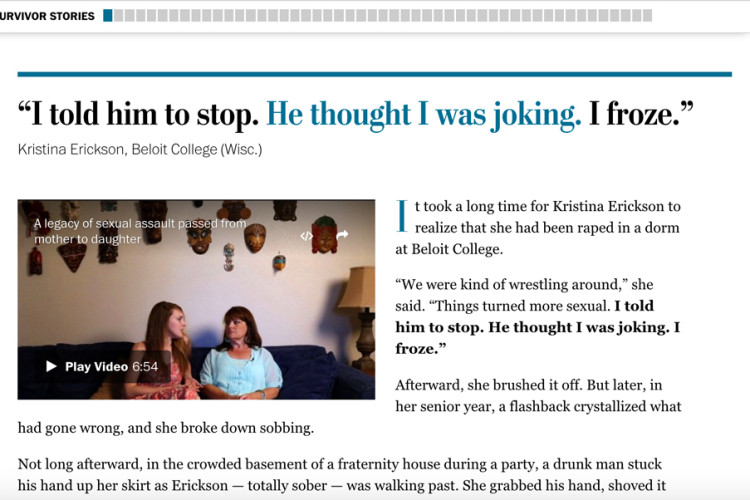 URVIVOR STORIES
“I told him to stop. He thought I was joking. I froze.”
Kristina Erickson, Beloit College (Wisc.)
A legacy of sexual assault passed from
mother to daughter
Play Video 6:54
It took a long time for Kristina Erickson to
realize that she had been raped in a dorm
at Beloit College.
“We were kind of wrestling around,” she
said. “Things turned more sexual. I told
him to stop. He thought I was joking. I
froze.”
Afterward, she brushed it off. But later, in
her senior year, a flashback crystallized what
had gone wrong, and she broke down sobbing.
Not long afterward, in the crowded basement of a fraternity house during a party, a drunk man stuck
his hand up her skirt as Erickson — totally sober — was walking past. She grabbed his hand, shoved it